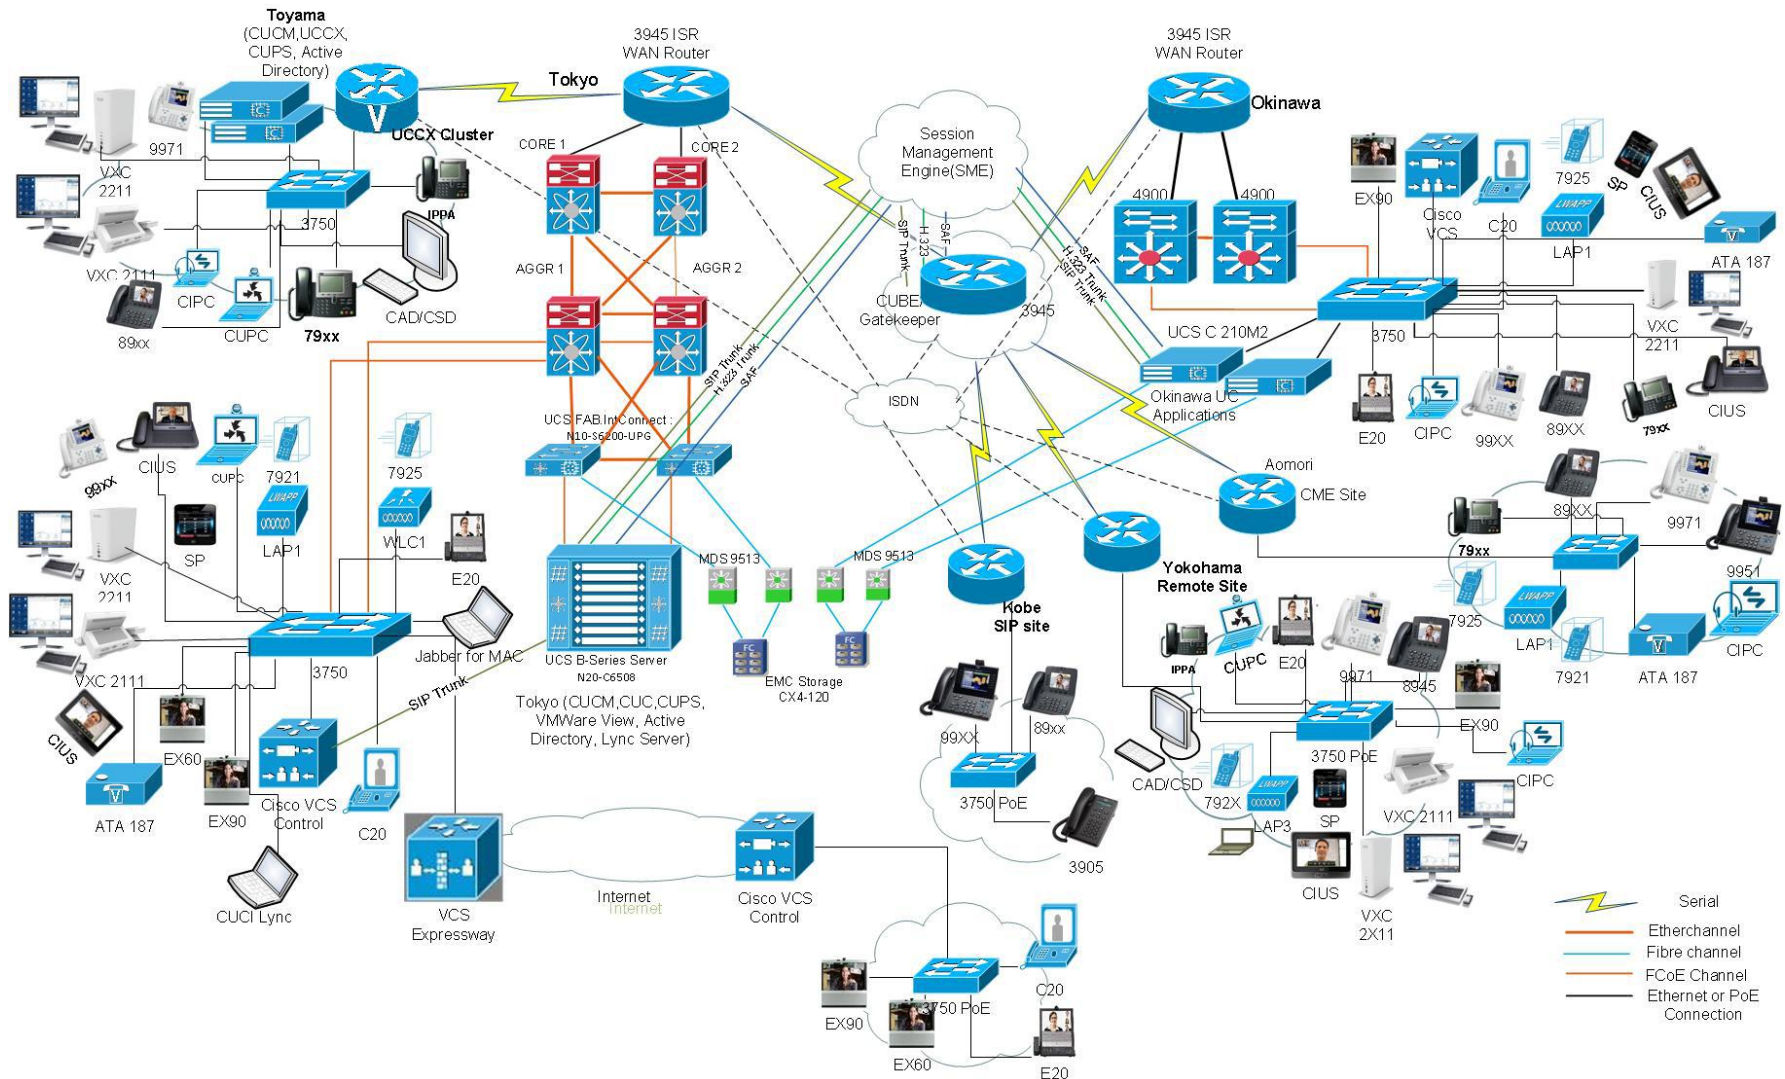 Toyama
(CUCM,UCCX,
CUPS, Active
Directory)
3945 ISR
WAN Router
3945 ISR
WAN Router
Tokyo
Okinawa
UCCX Cluster
9971
VXC
2211
CORE 1
CORE 2
Session
Management
Engine(SME)
4900
4900
EX90
Cisco
VCS
C20
7925
SP
CIUS
LAP1
ATA 187
IPPA
3750
VXC 2111
CIPC
CUPC
79xx
CAD/CSD
89xx
AGGR 1
AGGR 2
SIP Trunk
H.323
SAF
SAF
H.323 Trunk
SIP Trunk
CUBE/
Gatekeeper
3945
UCS C 210M2
3750
VXC
2211
SIP Trunk
H.323 Trunk
SAF
ISDN
Okinawa UC
Applications
E20
CIPC
99XX
89XX
79xx
CIUS
UCS FAB.IntConnect :
N10-S6200-UPG
99xx
CIUS
CUPC
7921
7925
LAP1
SP
WLC1
E20
VXC
2211
Aomori
CME Site
89XX
9971
79xx
9951
7925
LAP1
7921
ATA 187
CIPC
MDS 9513
MDS 9513
Yokohama
Remote Site
Kobe
SIP site
FC
FC
EMC Storage
CX4-120
UCS B-Series Server
N20-C6508
Tokyo (CUCM,CUC,CUPS,
VMWare View, Active
Directory, Lync Server)
3750
Jabber for MAC
VXC 2111
SIP Trunk
CIUS
EX60
EX90
ATA 187
Cisco VCS
Control
C20
CUCI Lync
IPPA
CUPC
E20
9971
8945
EX90
3750 PoE
CIPC
CAD/CSD
792X
LAP3
SP
VXC 2111
CIUS
VXC
2X11
99XX
89xx
3750 PoE
3905
VCS
Expressway
Internet
Internet
Cisco VCS
Control
3750 PoE
C20
EX90
EX60
E20
Serial
Etherchannel
Fibre channel
FCoE Channel
Ethernet or PoE
Connection
LWAPP
LWAPP
LWAPP
LWAPP
V
V
V
V
C
C
C
C